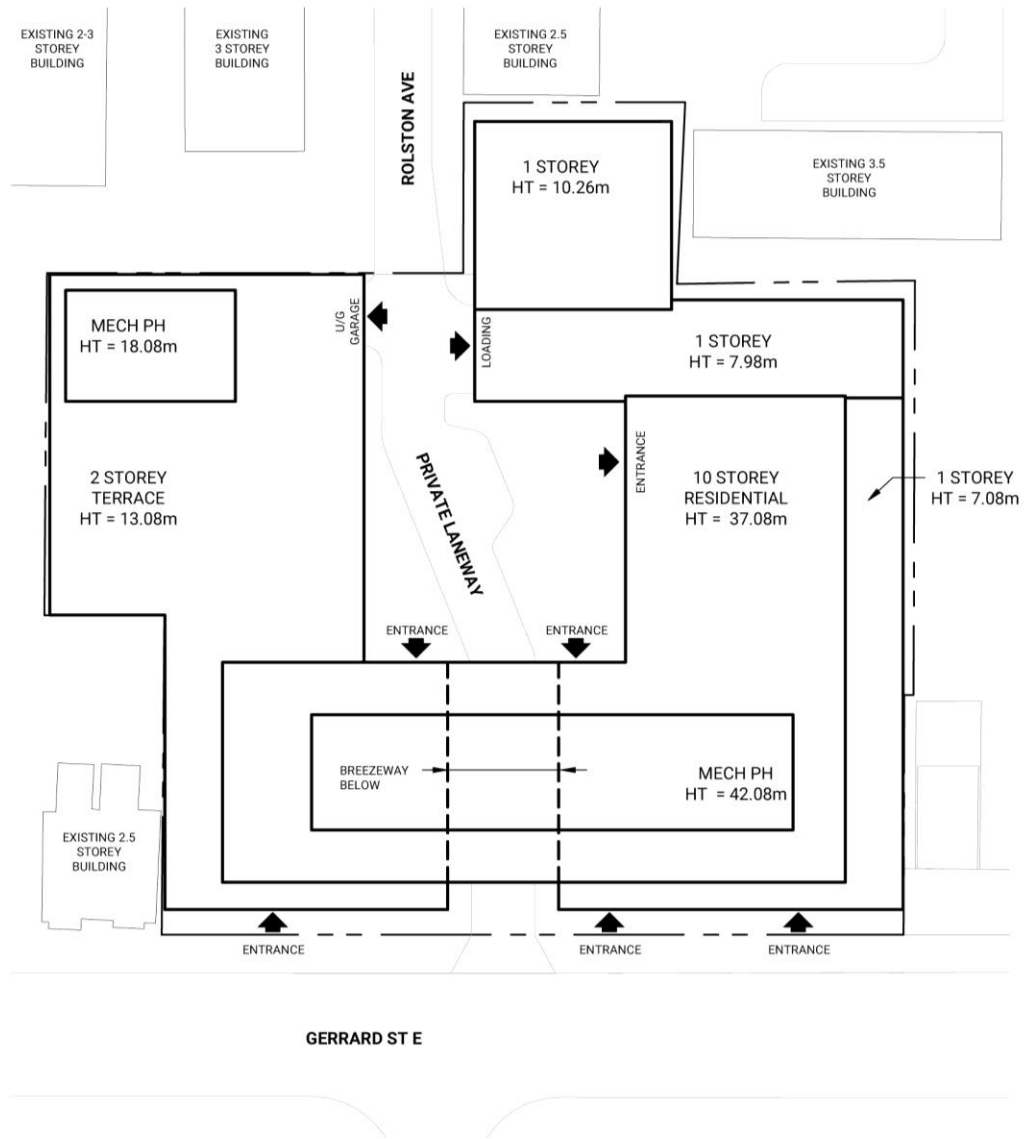 EXISTING 2-3
STOREY
BUILDING
EXISTING
3 STOREY
BUILDING
ROLSTON AVE
EXISTING 2.5
STOREY
BUILDING
1 STOREY
HT = 10.26m
EXISTING 3.5
STOREY
BUILDING
MECH PH
HT = 18.08m
U/G
GARAGE
LOADING
1 STOREY
HT = 7.98m
2 STOREY
TERRACE
HT = 13.08m
PRIVATE LANEWAY
ENTRANCE
10 STOREY
RESIDENTIAL
HT = 37.08m
1 STOREY
HT = 7.08m
ENTRANCE
ENTRANCE
BREEZEWAY
BELOW
MECH PH
HT = 42.08m
EXISTING 2.5
STOREY
BUILDING
ENTRANCE
ENTRANCE
ENTRANCE
GERRARD ST E